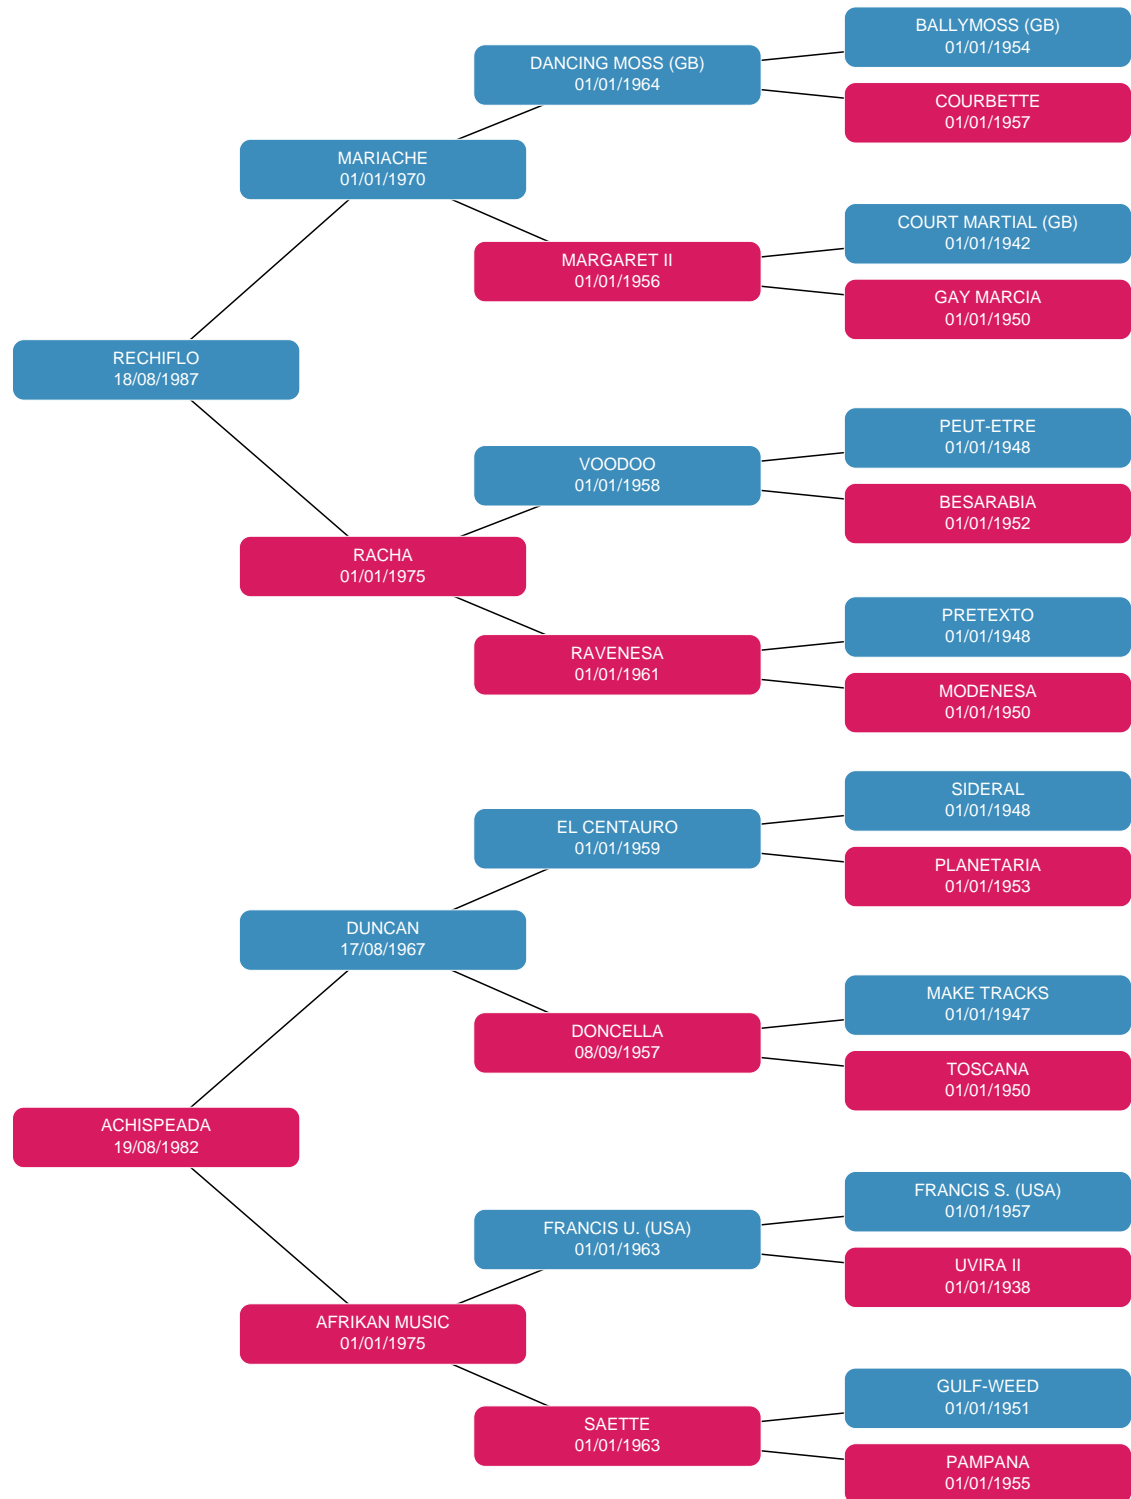 BALLYMOSS (GB)
01/01/1954
DANCING MOSS (GB)
01/01/1964
COURBETTE
01/01/1957
MARIACHE
01/01/1970
COURT MARTIAL (GB)
01/01/1942
MARGARET II
01/01/1956
GAY MARCIA
01/01/1950
RECHIFLO
18/08/1987
PEUT-ETRE
01/01/1948
VOODOO
01/01/1958
BESARABIA
01/01/1952
RACHA
01/01/1975
PRETEXTO
01/01/1948
RAVENESA
01/01/1961
MODENESA
01/01/1950
SIDERAL
01/01/1948
EL CENTAURO
01/01/1959
PLANETARIA
01/01/1953
DUNCAN
17/08/1967
MAKE TRACKS
01/01/1947
DONCELLA
08/09/1957
TOSCANA
01/01/1950
ACHISPEADA
19/08/1982
FRANCIS S. (USA)
01/01/1957
FRANCIS U. (USA)
01/01/1963
UVIRA II
01/01/1938
AFRIKAN MUSIC
01/01/1975
GULF-WEED
01/01/1951
SAETTE
01/01/1963
PAMPANA
01/01/1955